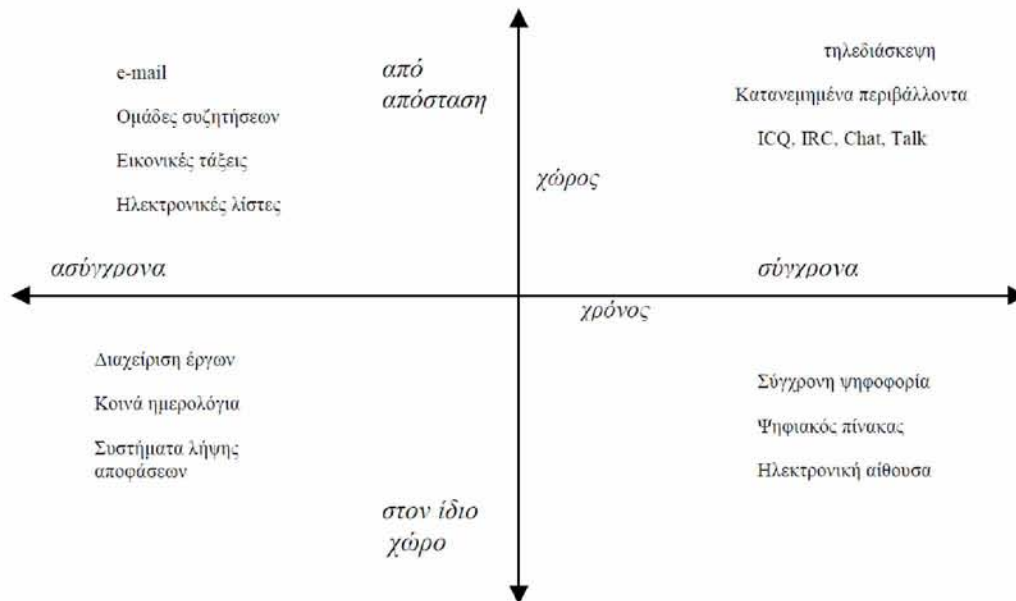 e-mail
Ομάδες συζητήσεων
Εικονικές τάξεις
Ηλεκτρονικές λίστες
από
απόσταση
τηλεδιάσκεψη
Κατανεμημένα περιβάλλοντα
ICQ, IRC, Chat, Talk
χώρος
ασύγχρονα
σύγχρονα
χρόνος
Διαχείριση έργων
Κοινά ημερολόγια
Συστήματα λήψης
αποφάσεων
Σύγχρονη ψηφοφορία
Ψηφιακός πίνακας
Ηλεκτρονική αίθουσα
στον ίδιο
χώρο